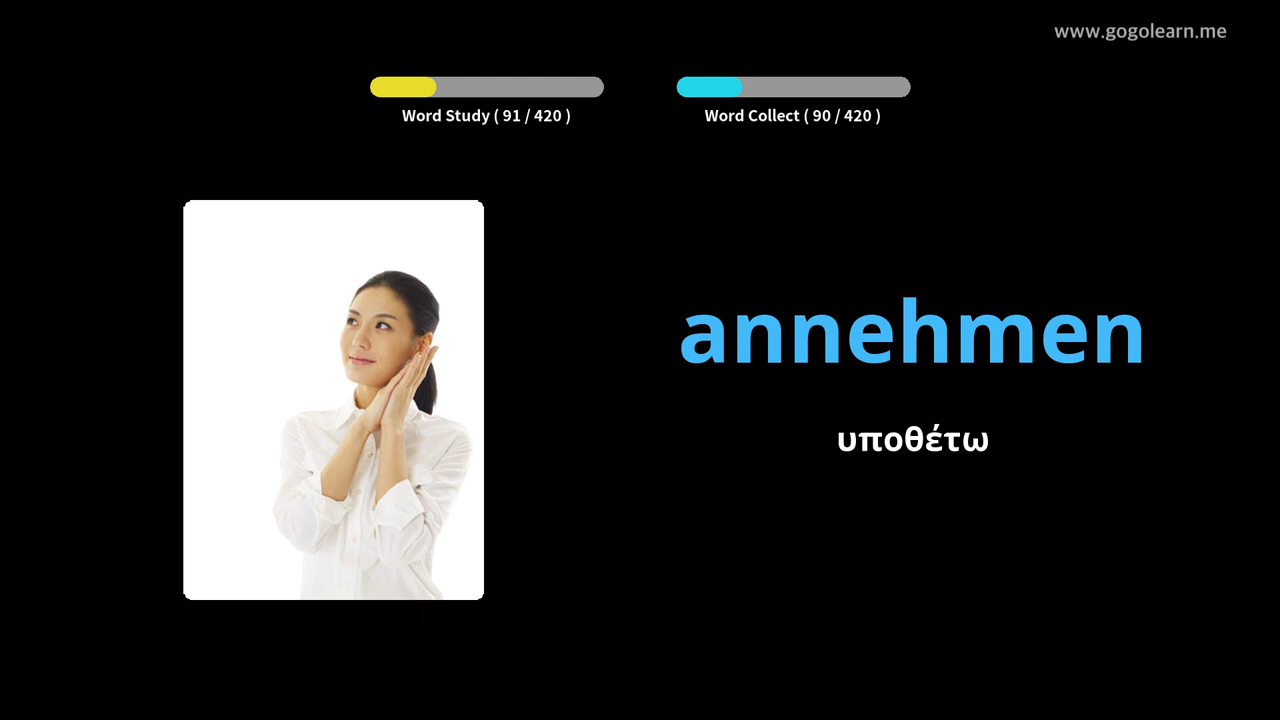 www.gogolearn.me
Word Study ( 91 / 420 )
Word Collect ( 90 / 420 )
annehmen
υποθέτω